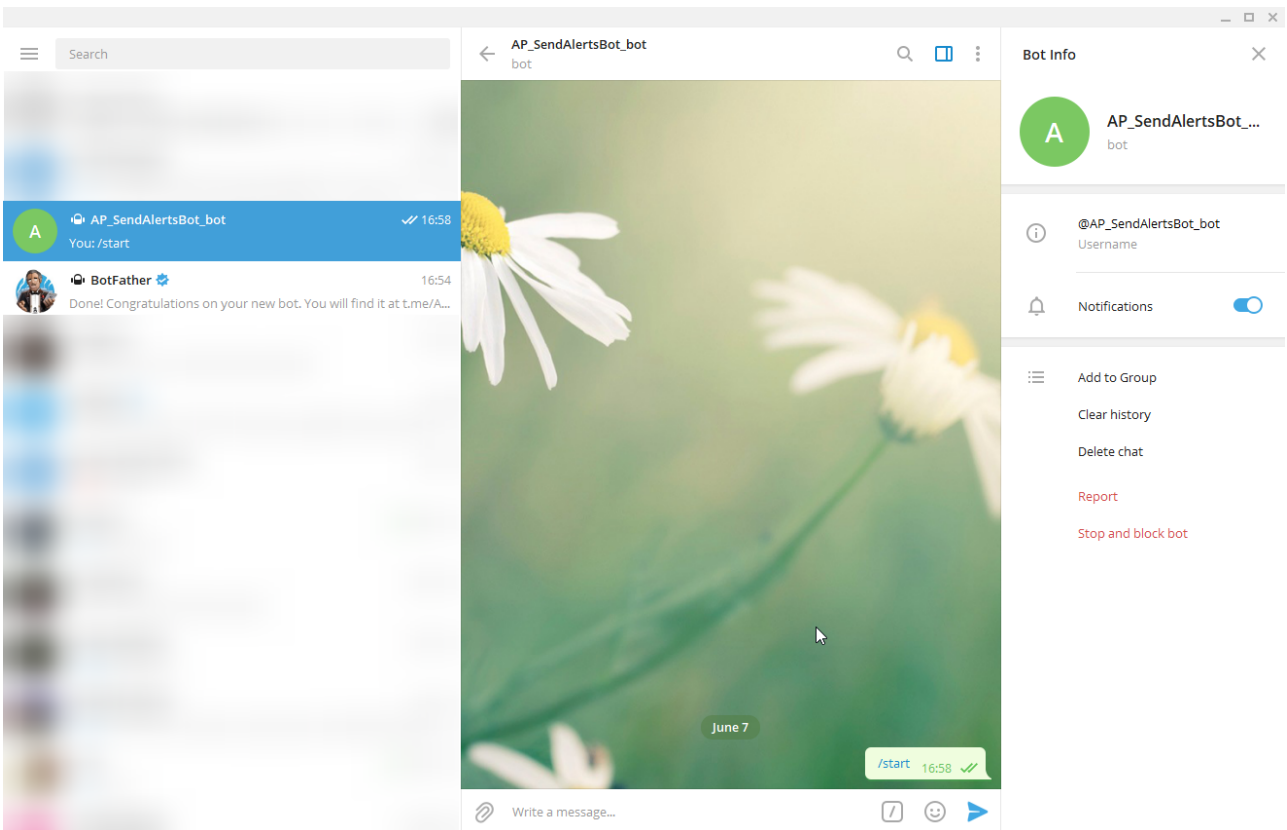 Search
A
AP_SendAlertsBot_bot
16:58
You: /start
BotFather
16:54
Done! Congratulations on your new bot. You will find it at t.me/A...
AP_SendAlertsBot_bot
bot
June 7
/start 16:58
Write a message...
Bot Info
A
AP_SendAlertsBot_...
bot
@AP_SendAlertsBot_bot
Username
Notifications
Add to Group
Clear history
Delete chat
Report
Stop and block bot